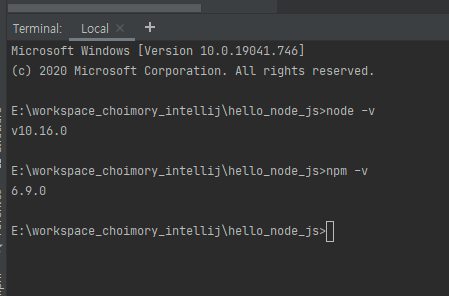 Terminal: Local × +
Microsoft Windows [Version 10.0.19041.746]
(c) 2020 Microsoft Corporation. All rights reserved.
E:\workspace_choimory_intellij\hello_node_js>node -v
v10.16.0
E:\workspace_choimory_intellij\hello_node_js>npm -v
6.9.0
E:\workspace_choimory_intellij\hello_node_js>